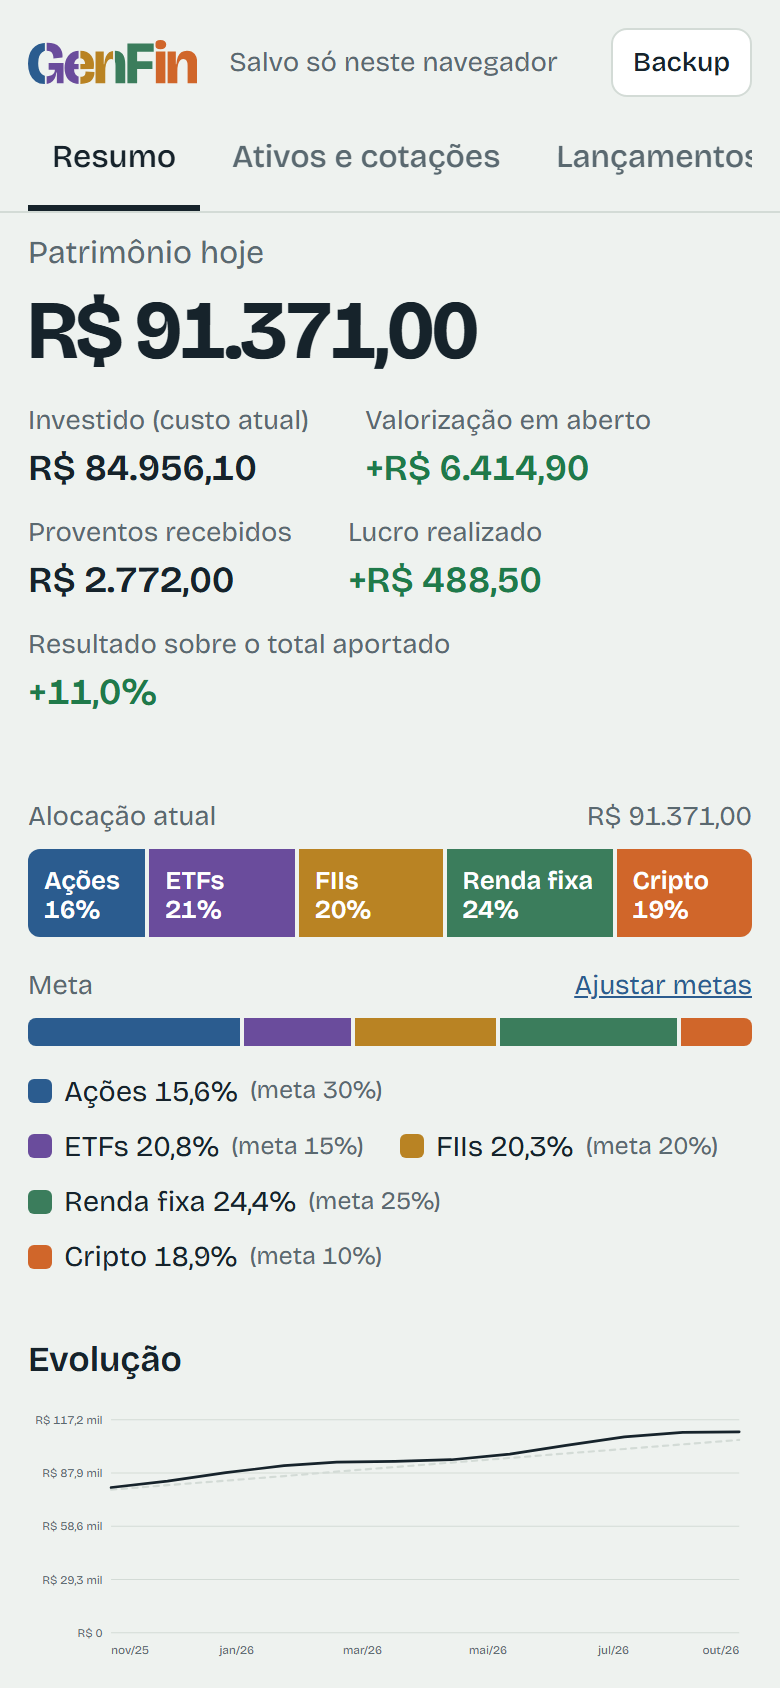 GenFin
Salvo só neste navegador
Backup
Resumo
Ativos e cotações
Lançamentos
Patrimônio hoje
R$ 91.371,00
Investido (custo atual)
Valorização em aberto
R$ 84.956,10
+R$ 6.414,90
Proventos recebidos
Lucro realizado
R$ 2.772,00
+R$ 488,50
Resultado sobre o total aportado
+11,0%
Alocação atual
R$ 91.371,00
Ações
16%
ETFs
21%
FIIs
20%
Renda fixa
24%
Cripto
19%
Meta
Ajustar metas
Ações 15,6% (meta 30%)
ETFs 20,8% (meta 15%)
FIIs 20,3% (meta 20%)
Renda fixa 24,4% (meta 25%)
Cripto 18,9% (meta 10%)
Evolução
R$ 117,2 mil
R$ 87,9 mil
R$ 58,6 mil
R$ 29,3 mil
R$ 0
nov/25
jan/26
mar/26
mai/26
jul/26
out/26